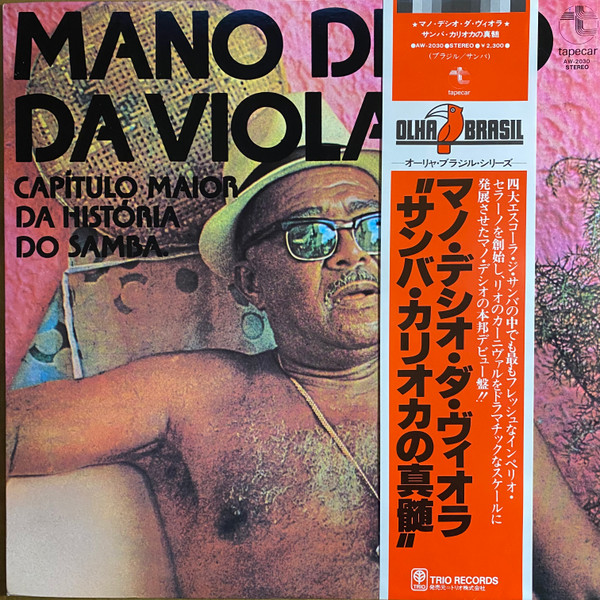 MANO DE
DA VIOLA
CAPÍTULO MAIOR
DA HISTÓRIA
DO SAMBA.
★マノ・デシオ・ダ・ヴィオラ★
サンバ・カリオカの真髄
●AW-2030●STEREO●¥2,300●
(ブラジル/サンバ)
t
tapecar
OLHA BRASIL
オーリャ・ブラジル・シリーズ
四大エスコーラ・ジ・サンバの中でも最もフレッシュなインペリオ・
セラーノを創始し、リオのカーニヴァルをドラマチックなスケールに
発展させたマノ・デシオの本邦デビュー盤!!
マノ・デシオ・ダ・ヴィオラ
“サンバ・カリオカの真髄”
TRIO
TRIO RECORDS
発売元=トリオ株式会社
O
t
tapecar
AW-2030
STEREO